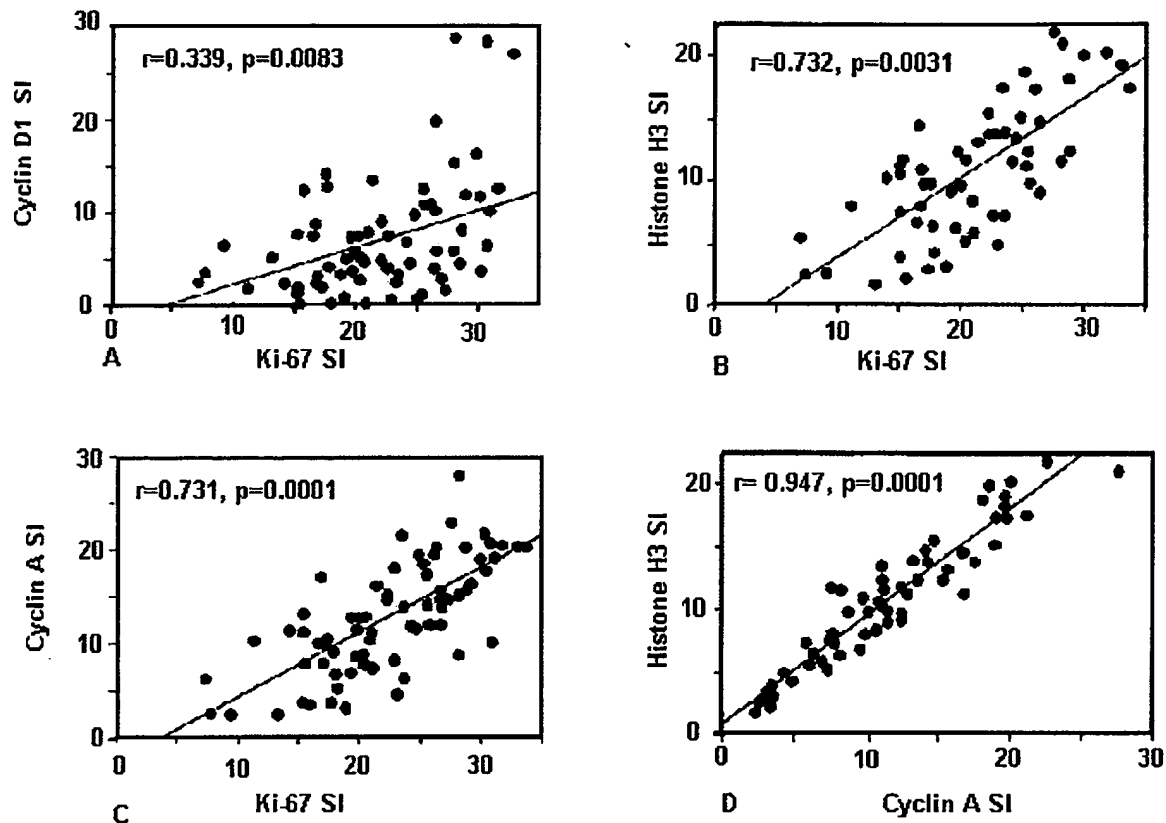 r=0.339, p=0.0083
Cyclin D1 SI
30
20
10
0
0 10 20 30
A Ki-67 SI
r=0.732, p=0.0031
Histone H3 SI
20
10
0
0 10 20 30
B Ki-67 SI
r=0.731, p=0.0001
Cyclin A SI
30
20
10
0
0 10 20 30
C Ki-67 SI
r= 0.947, p=0.0001
Histone H3 SI
20
10
0
0 10 20 30
D Cyclin A SI